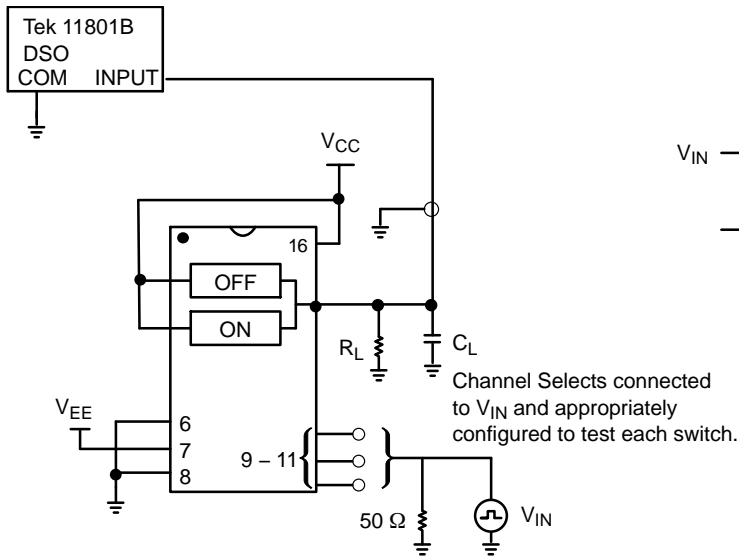 Tek 11801B
DSO
COM INPUT
V_CC
V_IN
16
OFF
ON
R_L
C_L
Channel Selects connected
to V_IN and appropriately
configured to test each switch.
V_EE
6
7
8
9 – 11
50 Ω
V_IN